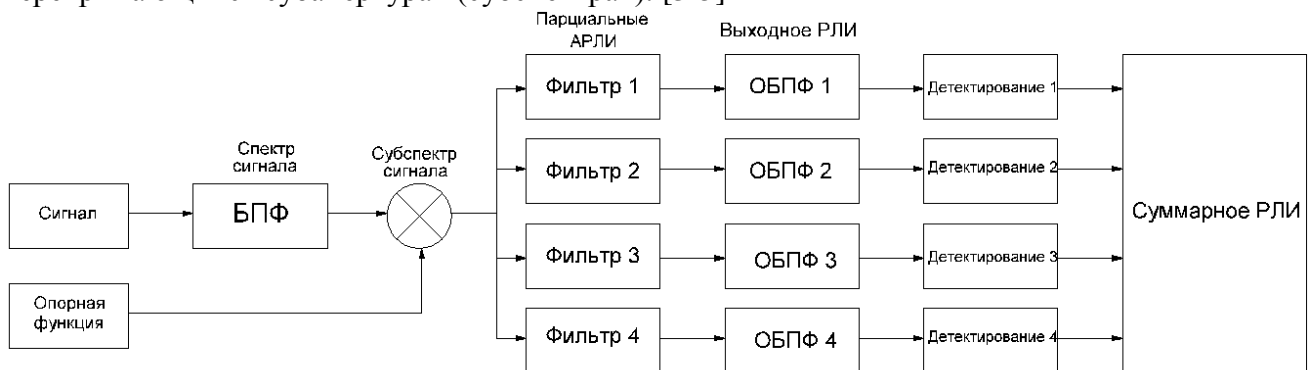 Парциальные
АРЛИ
Выходное РЛИ
Фильтр 1
ОБПФ 1
Детектирование 1
Спектр
сигнала
Субспектр
сигнала
Фильтр 2
ОБПФ 2
Детектирование 2
Сигнал
БПФ
Суммарное РЛИ
Фильтр 3
ОБПФ 3
Детектирование 3
Опорная
функция
Фильтр 4
ОБПФ 4
Детектирование 4